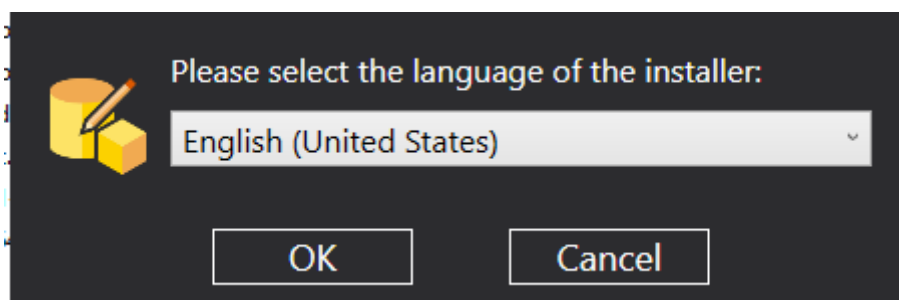 Please select the language of the installer:
English (United States)
OK
Cancel